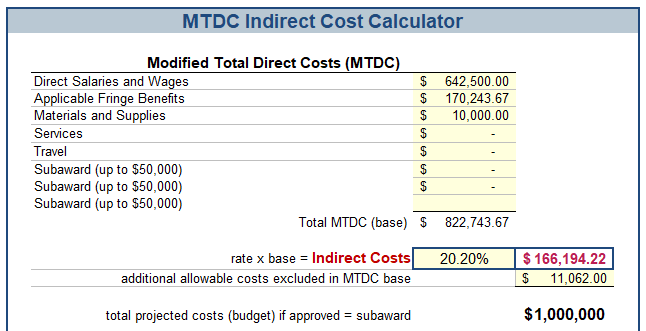 MTDC Indirect Cost Calculator
Modified Total Direct Costs (MTDC)
Direct Salaries and Wages $ 642,500.00
Applicable Fringe Benefits $ 170,243.67
Materials and Supplies $ 10,000.00
Services $ -
Travel $ -
Subaward (up to $50,000) $ -
Subaward (up to $50,000) $ -
Subaward (up to $50,000)
Total MTDC (base) $ 822,743.67
rate x base = Indirect Costs 20.20% $ 166,194.22
additional allowable costs excluded in MTDC base $ 11,062.00
total projected costs (budget) if approved = subaward $1,000,000